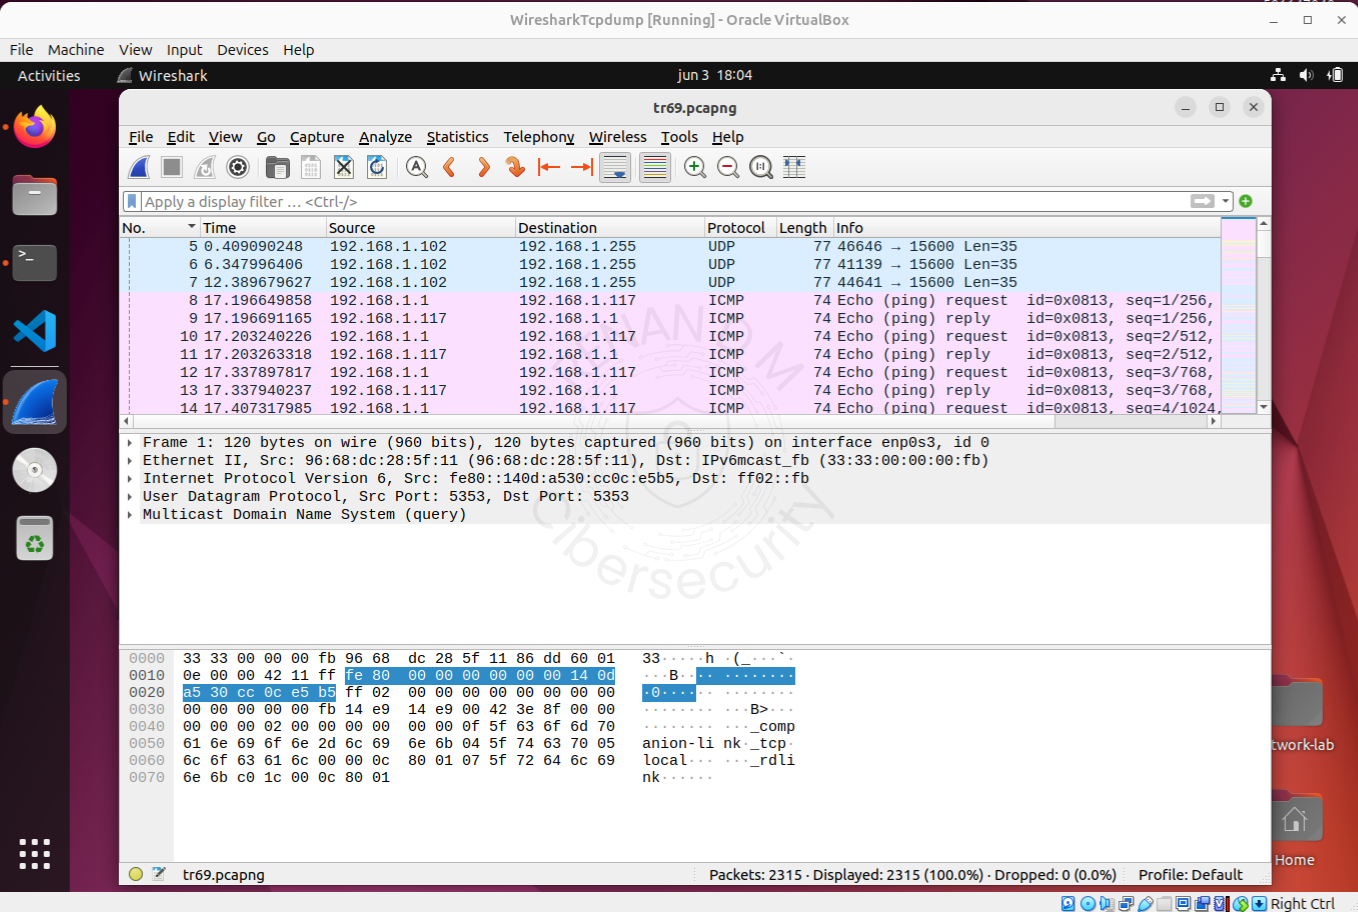 WiresharkTcpdump [Running] - Oracle VirtualBox
File Machine View Input Devices Help
Activities Wireshark jun 3 18:04
tr69.pcapng
File Edit View Go Capture Analyze Statistics Telephony Wireless Tools Help
Apply a display filter … <Ctrl-/>
No. Time Source Destination Protocol Length Info
5 0.409090248 192.168.1.102 192.168.1.255 UDP 77 46646 → 15600 Len=35
6 6.347996406 192.168.1.102 192.168.1.255 UDP 77 41139 → 15600 Len=35
7 12.389679627 192.168.1.102 192.168.1.255 UDP 77 44641 → 15600 Len=35
8 17.196649858 192.168.1.1 192.168.1.117 ICMP 74 Echo (ping) request id=0x0813, seq=1/256,
9 17.196691165 192.168.1.117 192.168.1.1 ICMP 74 Echo (ping) reply id=0x0813, seq=1/256,
10 17.203240226 192.168.1.1 192.168.1.117 ICMP 74 Echo (ping) request id=0x0813, seq=2/512,
11 17.203263318 192.168.1.117 192.168.1.1 ICMP 74 Echo (ping) reply id=0x0813, seq=2/512,
12 17.337897817 192.168.1.1 192.168.1.117 ICMP 74 Echo (ping) request id=0x0813, seq=3/768,
13 17.337940237 192.168.1.117 192.168.1.1 ICMP 74 Echo (ping) reply id=0x0813, seq=3/768,
14 17.407317985 192.168.1.1 192.168.1.117 ICMP 74 Echo (ping) request id=0x0813, seq=4/1024,
Frame 1: 120 bytes on wire (960 bits), 120 bytes captured (960 bits) on interface enp0s3, id 0
Ethernet II, Src: 96:68:dc:28:5f:11 (96:68:dc:28:5f:11), Dst: IPv6mcast_fb (33:33:00:00:00:fb)
Internet Protocol Version 6, Src: fe80::140d:a530:cc0c:e5b5, Dst: ff02::fb
User Datagram Protocol, Src Port: 5353, Dst Port: 5353
Multicast Domain Name System (query)
Cibersecurity
0000 33 33 00 00 00 fb 96 68 dc 28 5f 11 86 dd 60 01 33·····h ·(_···`·
0010 0e 00 00 42 11 ff fe 80 00 00 00 00 00 00 14 0d ···B···· ········
0020 a5 30 cc 0c e5 b5 ff 02 00 00 00 00 00 00 00 00 ·0······ ········
0030 00 00 00 00 00 fb 14 e9 14 e9 00 42 3e 8f 00 00 ········ ···B>···
0040 00 00 00 02 00 00 00 00 00 00 0f 5f 63 6f 6d 70 ········ ···_comp
0050 61 6e 69 6f 6e 2d 6c 69 6e 6b 04 5f 74 63 70 05 anion-li nk·_tcp·
0060 6c 6f 63 61 6c 00 00 0c 80 01 07 5f 72 64 6c 69 local··· ···_rdli
0070 6e 6b c0 1c 00 0c 80 01 nk······
twork-lab
Home
tr69.pcapng Packets: 2315 · Displayed: 2315 (100.0%) · Dropped: 0 (0.0%) Profile: Default
Right Ctrl